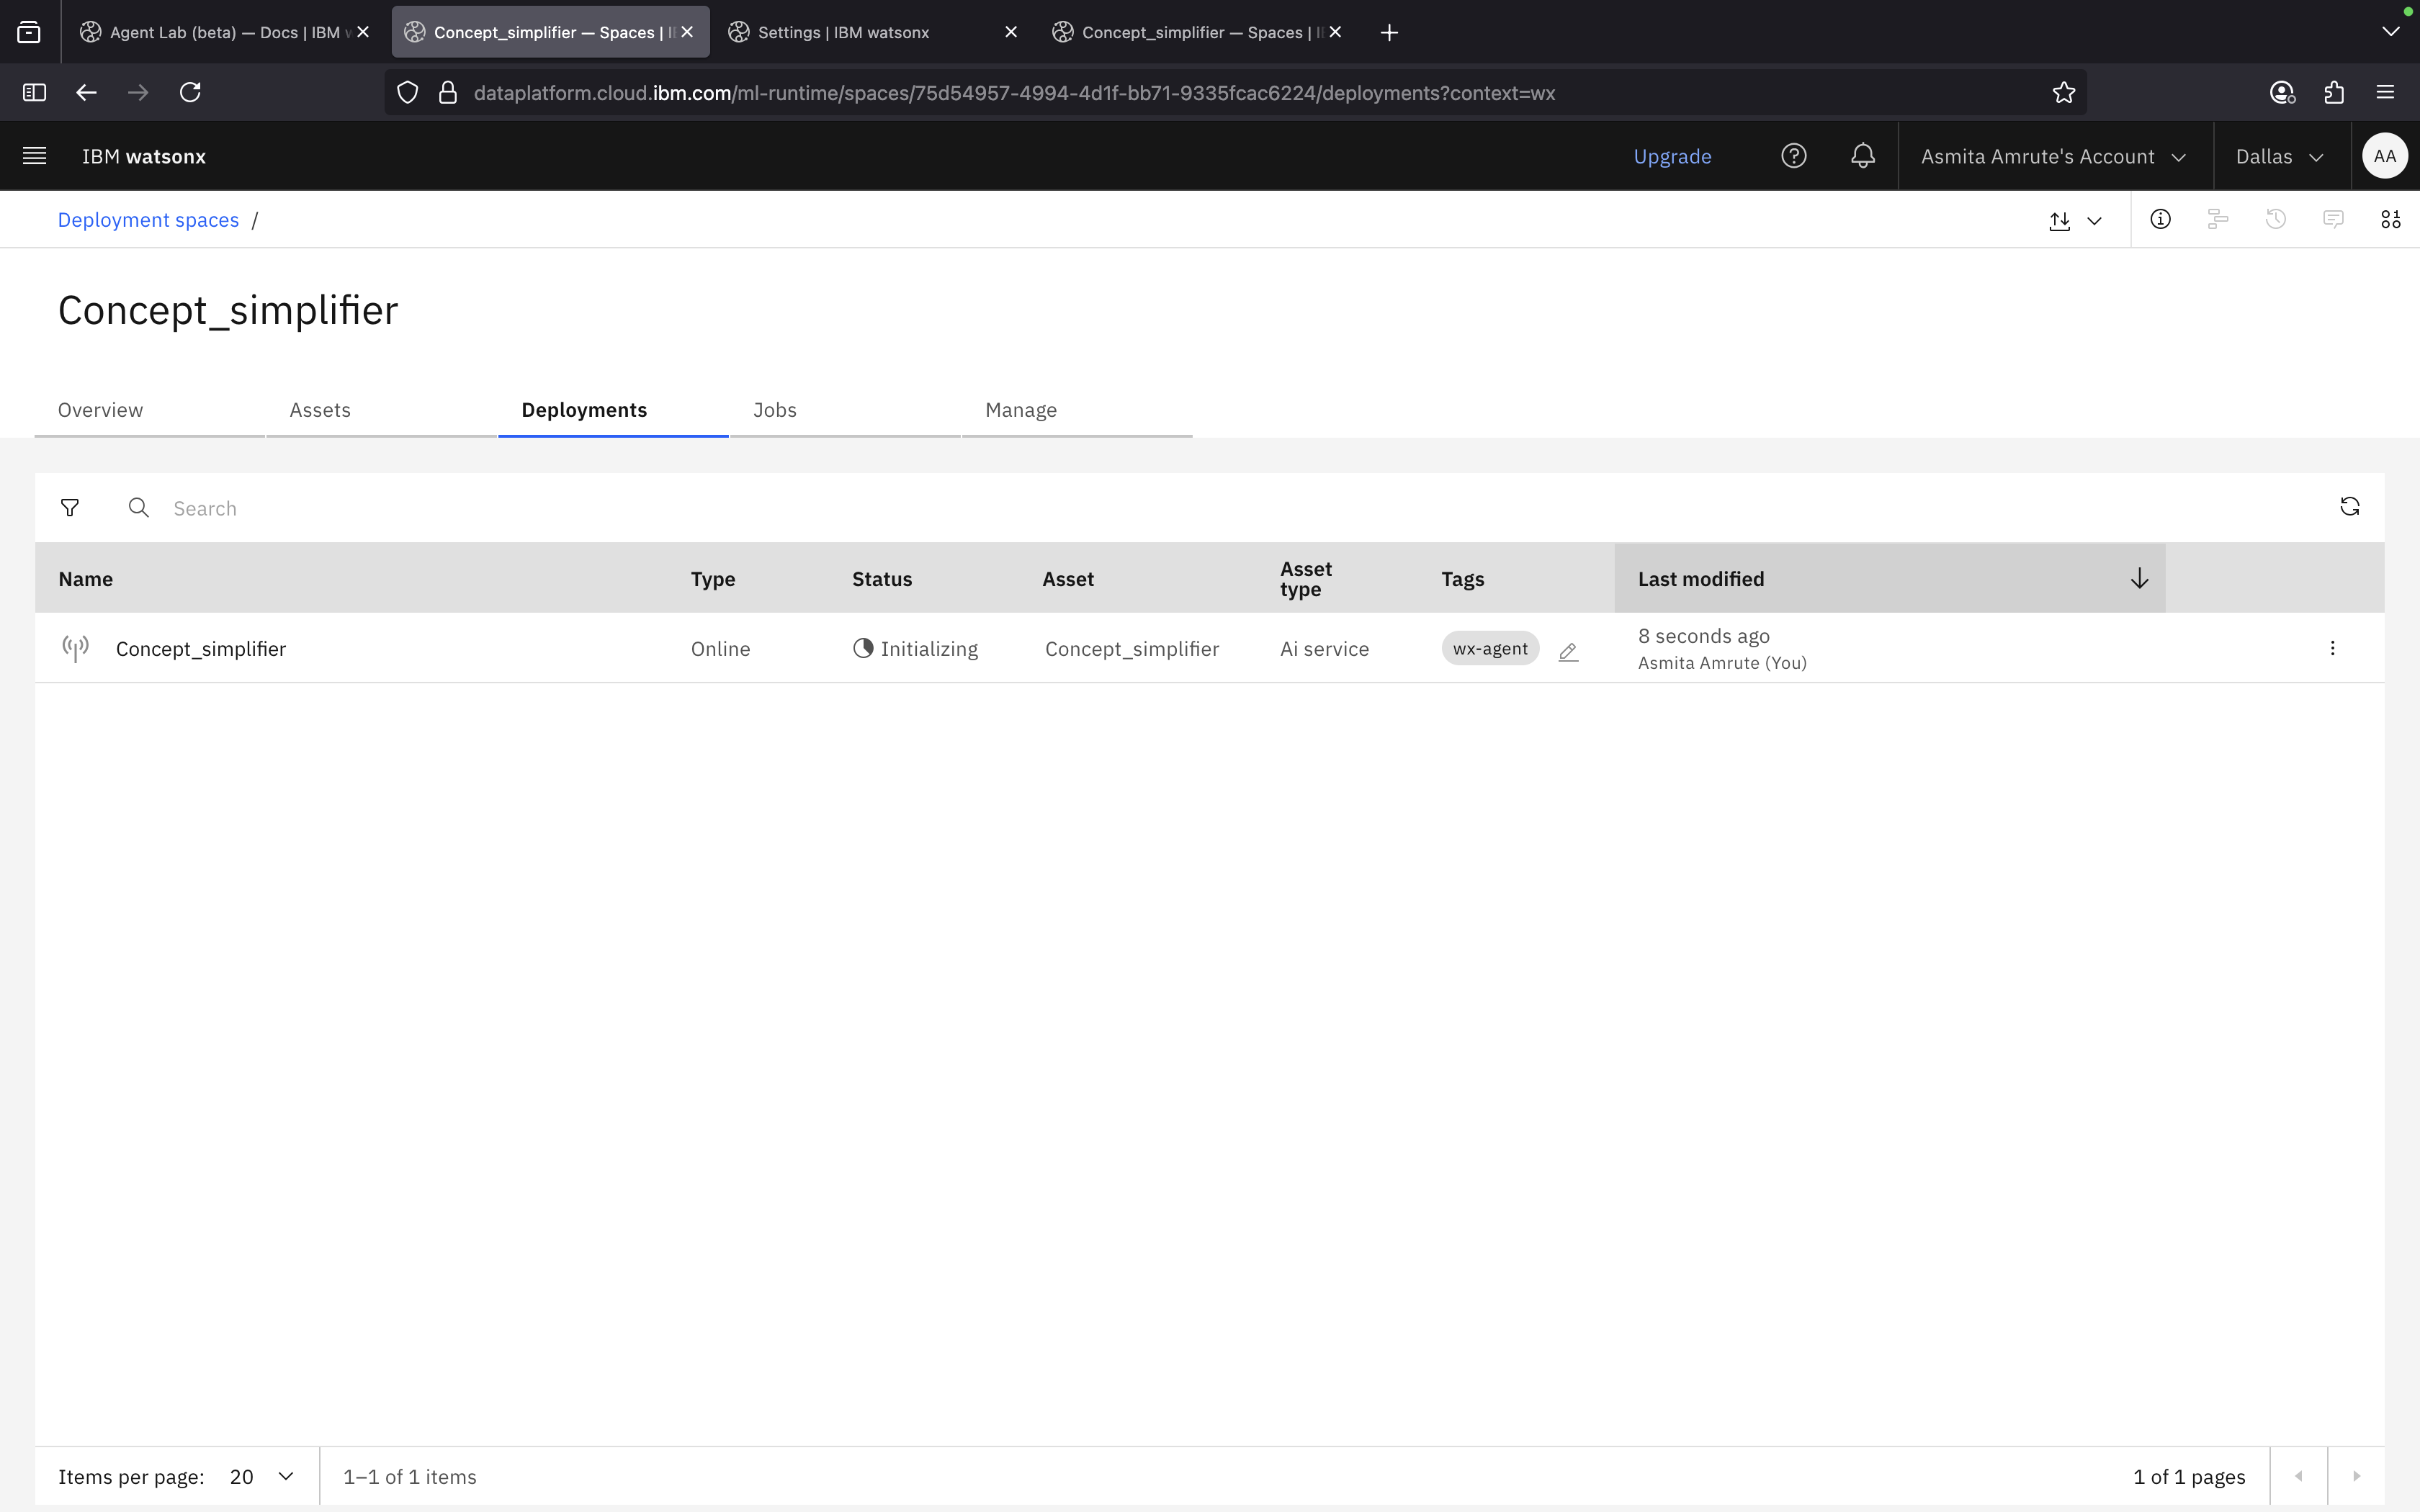 Agent Lab (beta) — Docs | IBM w
Concept_simplifier — Spaces | I
Settings | IBM watsonx
Concept_simplifier — Spaces | I
dataplatform.cloud.ibm.com/ml-runtime/spaces/75d54957-4994-4d1f-bb71-9335fcac6224/deployments?context=wx
IBM watsonx
Upgrade
Asmita Amrute's Account
Dallas
AA
Deployment spaces /
Concept_simplifier
Overview
Assets
Deployments
Jobs
Manage
Search
Name
Type
Status
Asset
Asset
type
Tags
Last modified
Concept_simplifier
Online
Initializing
Concept_simplifier
Ai service
wx-agent
8 seconds ago
Asmita Amrute (You)
Items per page: 20
1–1 of 1 items
1 of 1 pages